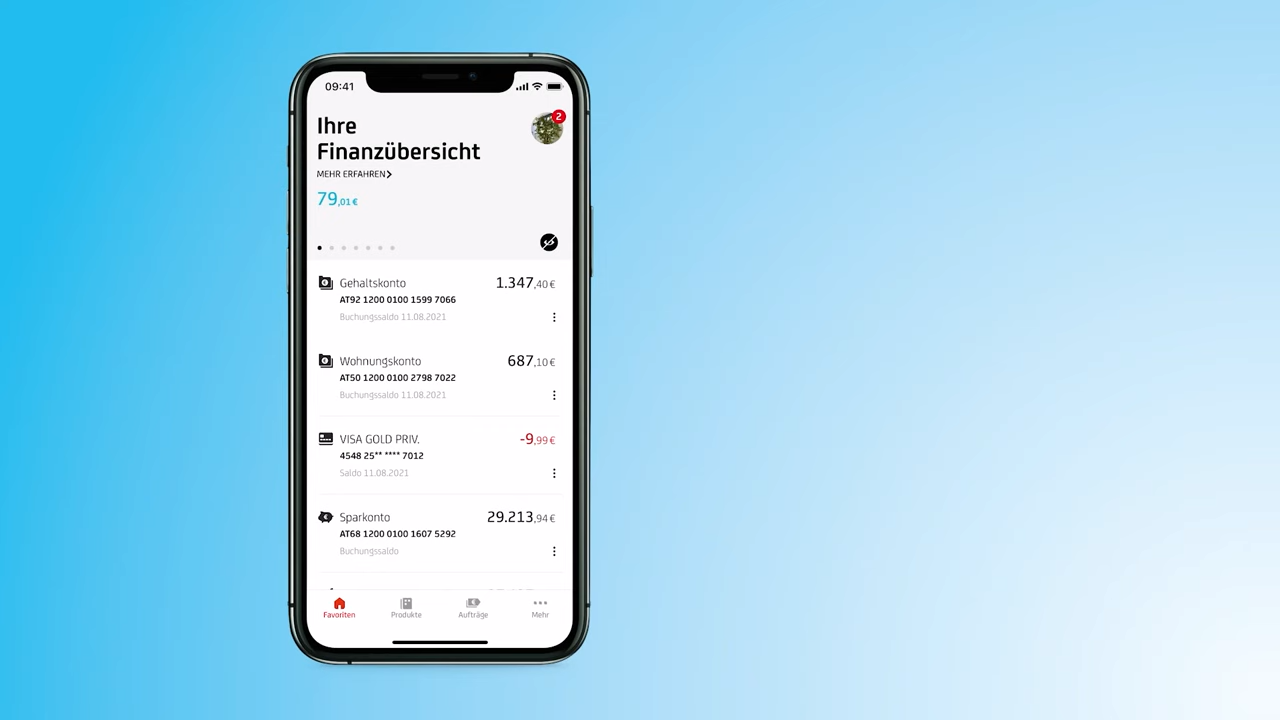 09:41
2
Ihre
Finanzübersicht
MEHR ERFAHREN
79,01 €
Gehaltskonto 1.347,40 €
AT92 1200 0100 1599 7066
Buchungssaldo 11.08.2021
Wohnungskonto 687,10 €
AT50 1200 0100 2798 7022
Buchungssaldo 11.08.2021
VISA GOLD PRIV. -9,99 €
4548 25** **** 7012
Saldo 11.08.2021
Sparkonto 29.213,94 €
AT68 1200 0100 1607 5292
Buchungssaldo
Favoriten Produkte Aufträge Mehr